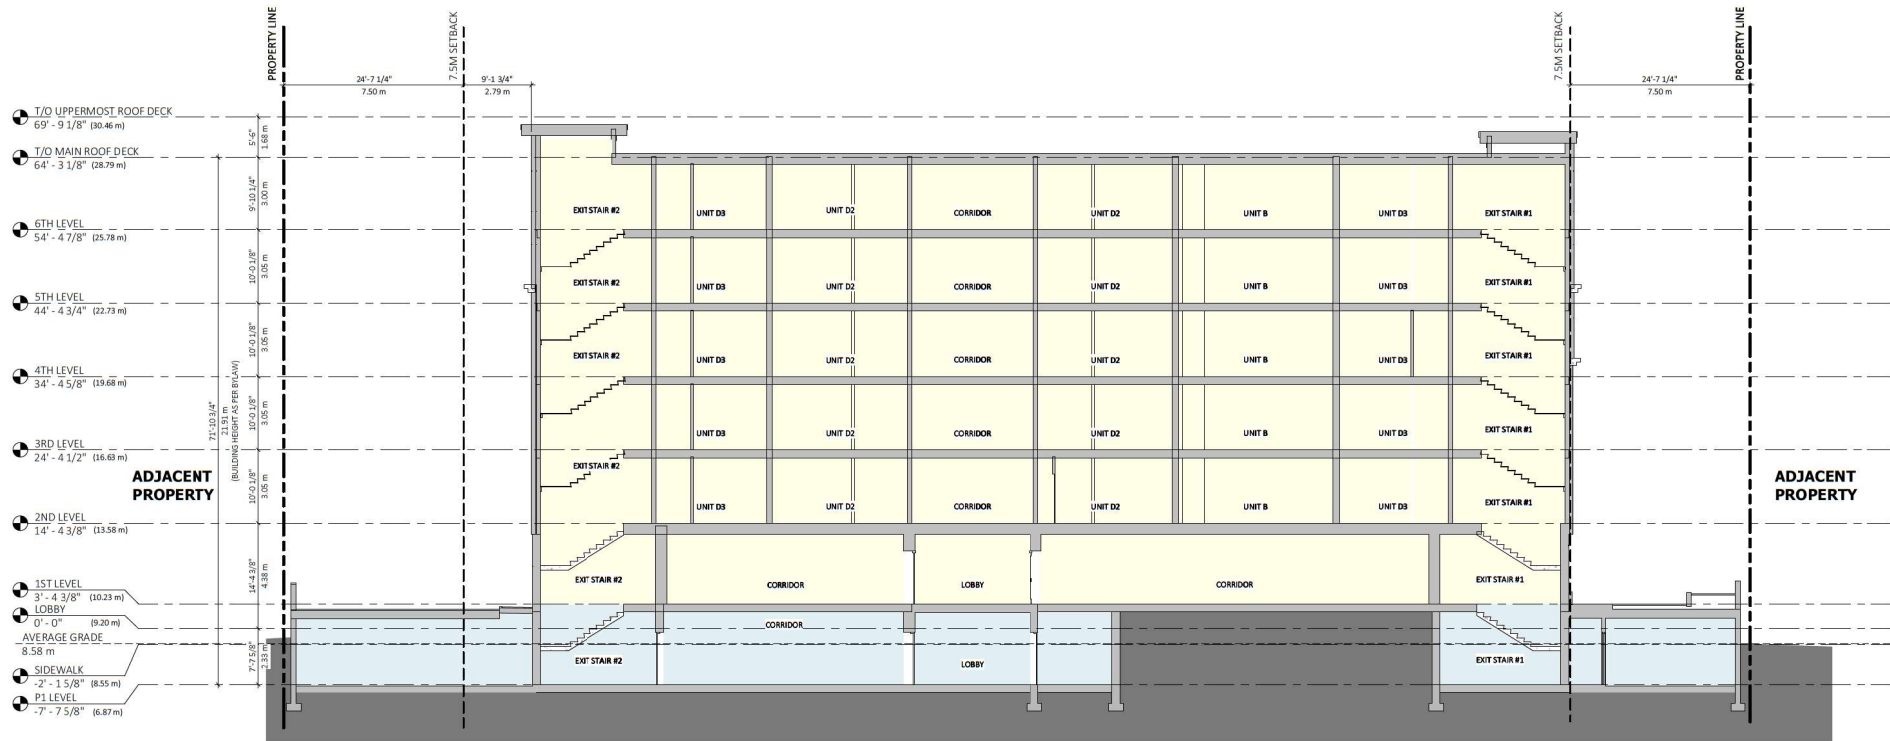 PROPERTY LINE
7.5M SETBACK
7.5M SETBACK
PROPERTY LINE
24'-7 1/4"
7.50 m
9'-1 3/4"
2.79 m
24'-7 1/4"
7.50 m
T/O UPPERMOST ROOF DECK
69' - 9 1/8" (30.46 m)
T/O MAIN ROOF DECK
64' - 3 1/8" (28.79 m)
6TH LEVEL
54' - 4 7/8" (25.78 m)
5TH LEVEL
44' - 4 3/4" (22.73 m)
4TH LEVEL
34' - 4 5/8" (19.68 m)
3RD LEVEL
24' - 4 1/2" (16.63 m)
2ND LEVEL
14' - 4 3/8" (13.58 m)
1ST LEVEL
3' - 4 3/8" (10.23 m)
LOBBY
0' - 0" (9.20 m)
AVERAGE GRADE
8.58 m
SIDEWALK
-2' - 1 5/8" (8.55 m)
P1 LEVEL
-7' - 7 5/8" (6.87 m)
ADJACENT
PROPERTY
71'-10 3/4"
21.91 m
(BUILDING HEIGHT AS PER BYLAW)
5'-6"
1.68 m
9'-10 1/4"
3.00 m
10'-0 1/8"
3.05 m
10'-0 1/8"
3.05 m
10'-0 1/8"
3.05 m
10'-0 1/8"
3.05 m
14'-4 3/8"
4.38 m
7'-7 5/8"
2.33 m
EXIT STAIR #2
UNIT D3
UNIT D2
CORRIDOR
UNIT D2
UNIT B
UNIT D3
EXIT STAIR #1
EXIT STAIR #2
UNIT D3
UNIT D2
CORRIDOR
UNIT D2
UNIT B
UNIT D3
EXIT STAIR #1
EXIT STAIR #2
UNIT D3
UNIT D2
CORRIDOR
UNIT D2
UNIT B
UNIT D3
EXIT STAIR #1
UNIT D3
UNIT D2
CORRIDOR
UNIT D2
UNIT B
UNIT D3
EXIT STAIR #1
EXIT STAIR #2
UNIT D3
UNIT D2
CORRIDOR
UNIT D2
UNIT B
UNIT D3
EXIT STAIR #1
EXIT STAIR #2
CORRIDOR
LOBBY
CORRIDOR
EXIT STAIR #1
CORRIDOR
EXIT STAIR #2
LOBBY
EXIT STAIR #1
ADJACENT
PROPERTY